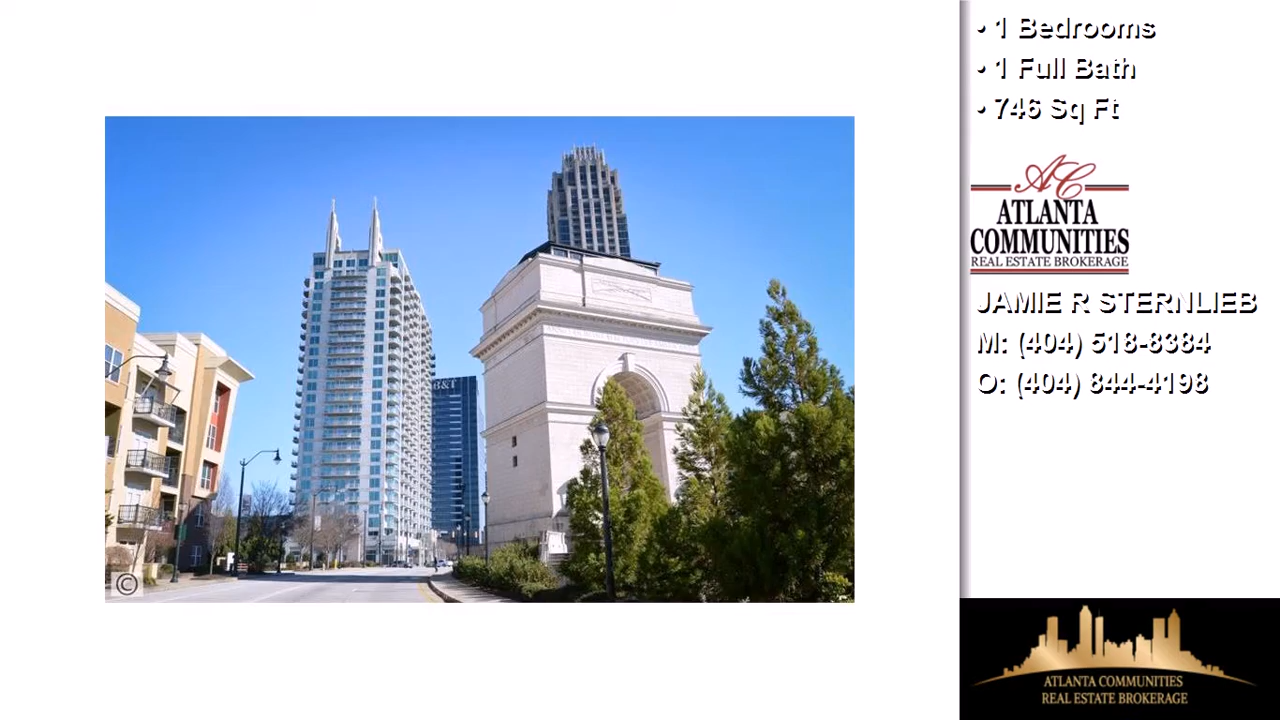 • 1 Bedrooms
• 1 Full Bath
• 746 Sq Ft
AC
ATLANTA
COMMUNITIES
REAL ESTATE BROKERAGE
JAMIE R STERNLIEB
M: (404) 518-8384
O: (404) 844-4198
BB&T
©
ATLANTA COMMUNITIES
REAL ESTATE BROKERAGE